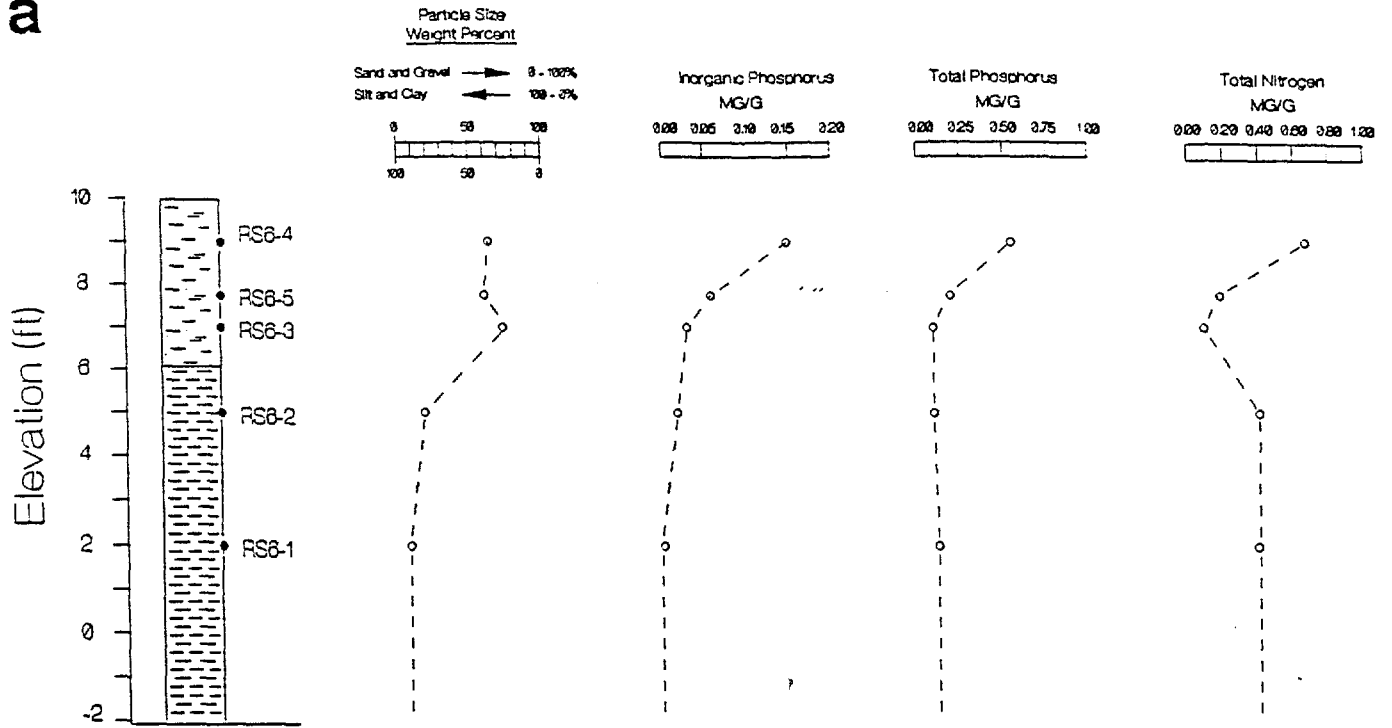 a
Particle Size
Weight Percent
Sand and Gravel 0 - 100%
Silt and Clay 100 - 0%
0 50 100
100 50 0
Inorganic Phosphorus
MG/G
0.00 0.05 0.10 0.15 0.20
Total Phosphorus
MG/G
0.00 0.25 0.50 0.75 1.00
Total Nitrogen
MG/G
0.00 0.20 0.40 0.60 0.80 1.00
Elevation (ft)
10
8
6
4
2
0
-2
RS6-4
RS6-5
RS6-3
RS6-2
RS6-1